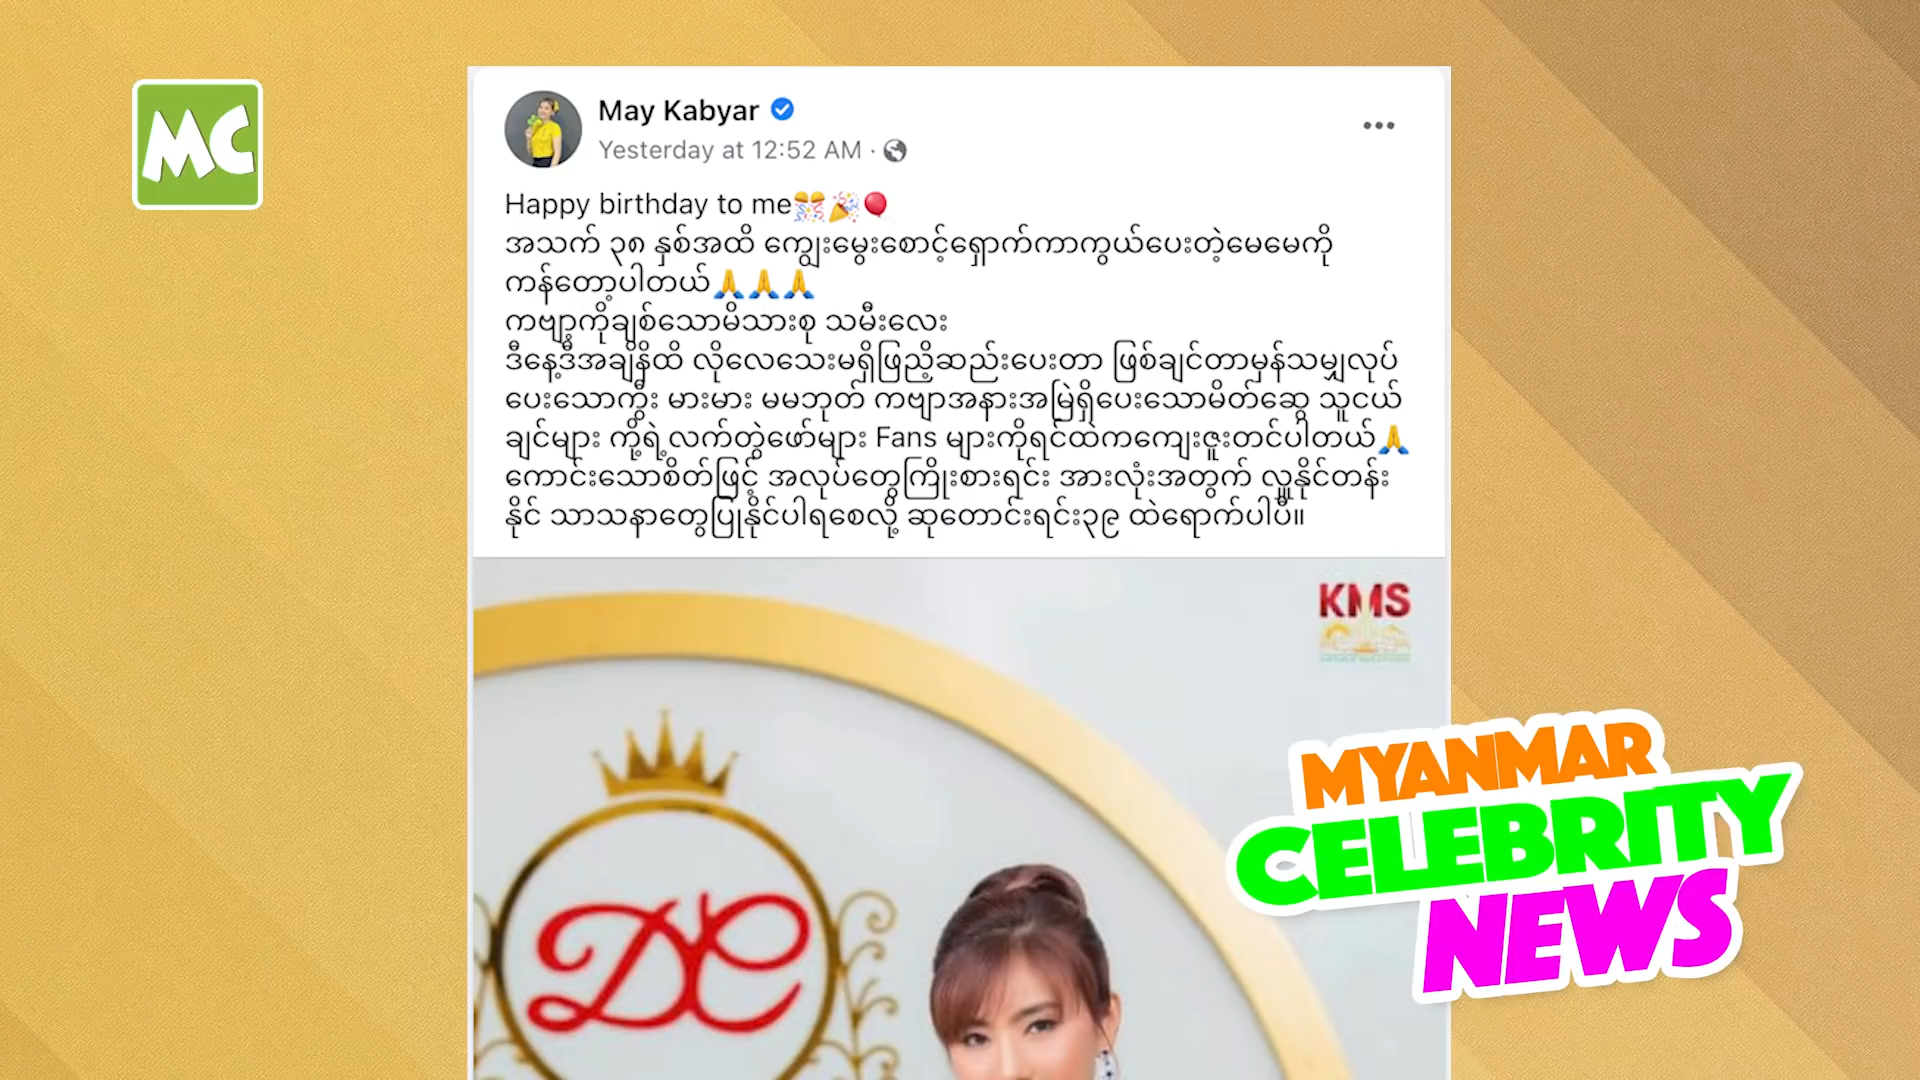 MC
May Kabyar
Yesterday at 12:52 AM ·
Happy birthday to me🎊🎉🎈
အသက် ၃၈ နှစ်အထိ ကျွေးမွေးစောင့်ရှောက်ကာကွယ်ပေးတဲ့မေမေကို
ကန်တော့ပါတယ်🙏🙏🙏
ကဗျာ့ကိုချစ်သောမိသားစု သမီးလေး
ဒီနေ့ဒီအချိန်ထိ လိုလေသေးမရှိဖြည့်ဆည်းပေးတာ ဖြစ်ချင်တာမှန်သမျှလုပ်
ပေးသောကိုကြီး မားမား မမဘုတ် ကဗျာအနားအမြဲရှိပေးသောမိတ်ဆွေ သူငယ်
ချင်များ ကိုရဲ့လက်တွဲဖော်များ Fans များကိုရင်ထဲကကျေးဇူးတင်ပါတယ်🙏
ကောင်းသောစိတ်ဖြင့် အလုပ်တွေကြိုးစားရင်း အားလုံးအတွက် လှူနိုင်တန်း
နိုင် သာသနာတွေပြုနိုင်ပါရစေလို့ ဆုတောင်းရင်း၃၉ ထဲရောက်ပါပီ။
KMS
DC
MYANMAR
CELEBRITY
NEWS